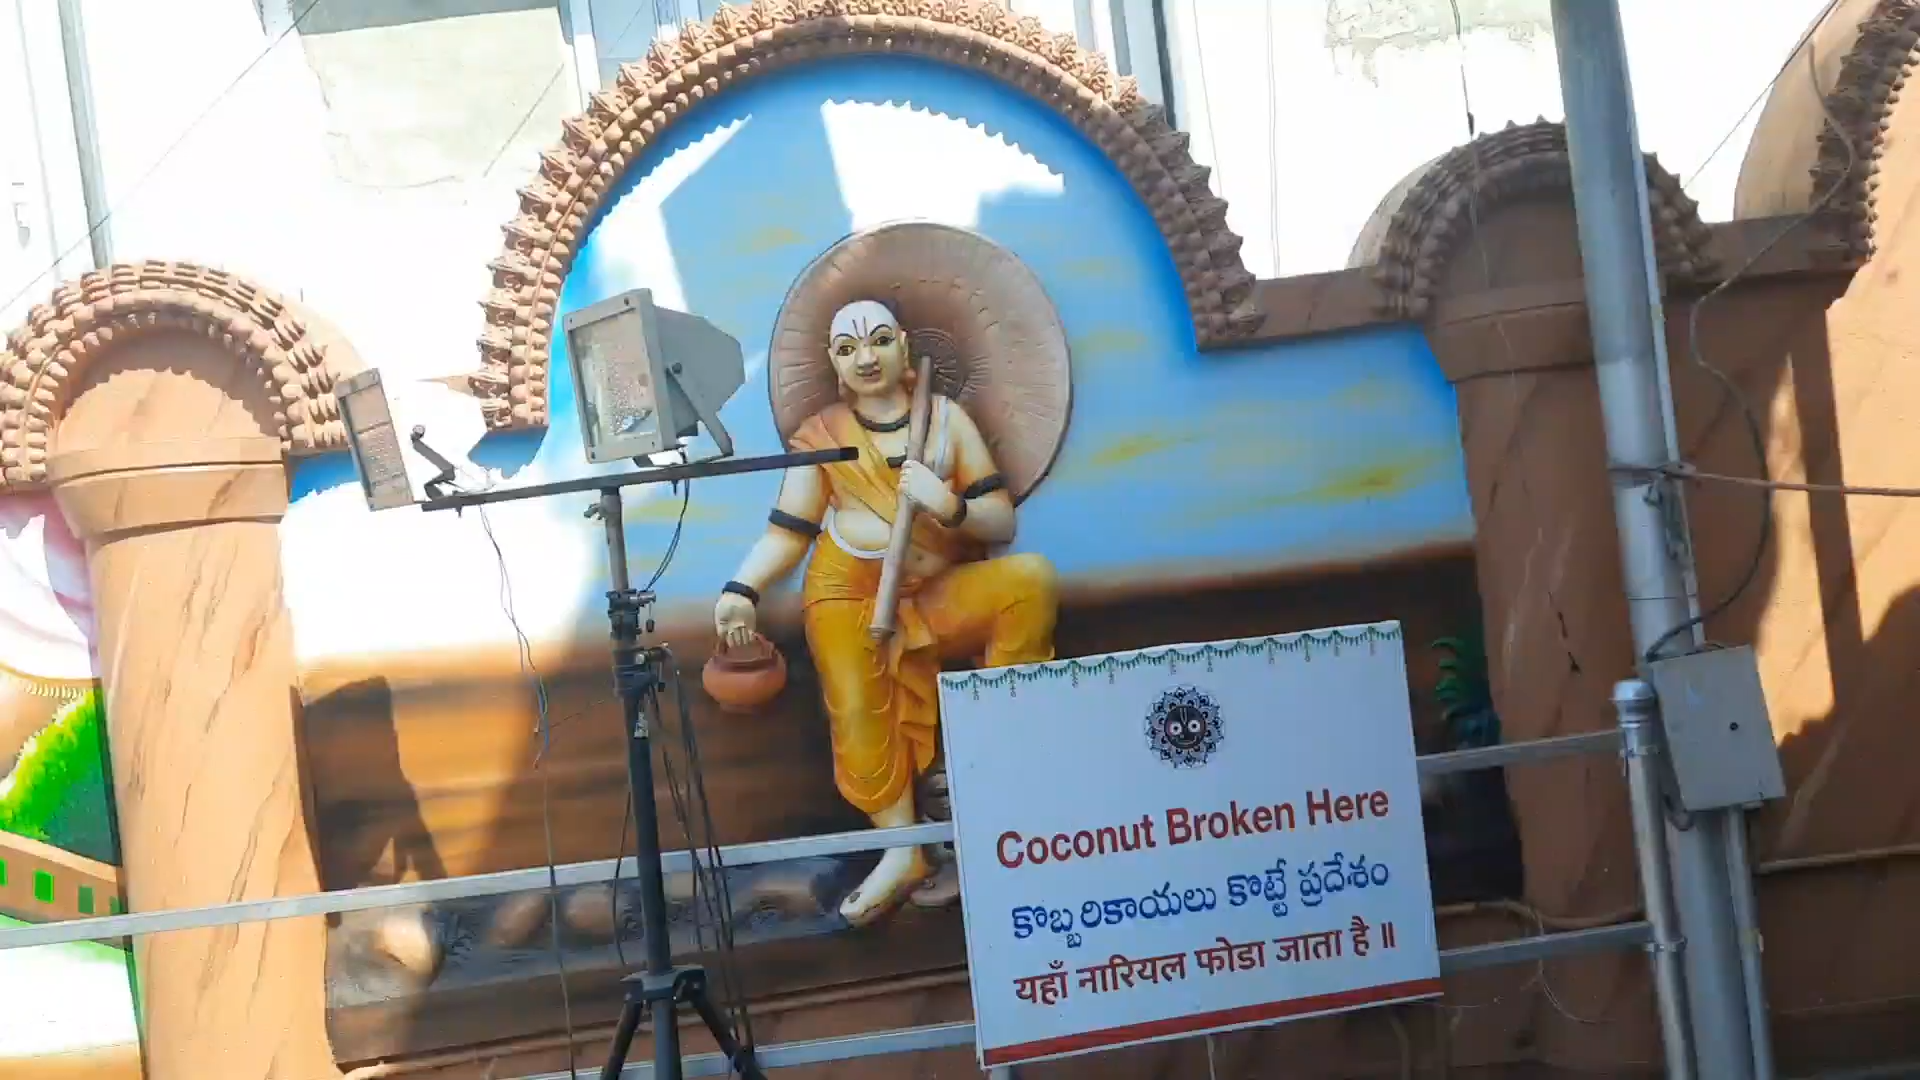 Coconut Broken Here
కొబ్బరికాయలు కొట్టే ప్రదేశం
यहाँ नारियल फोडा जाता है ॥